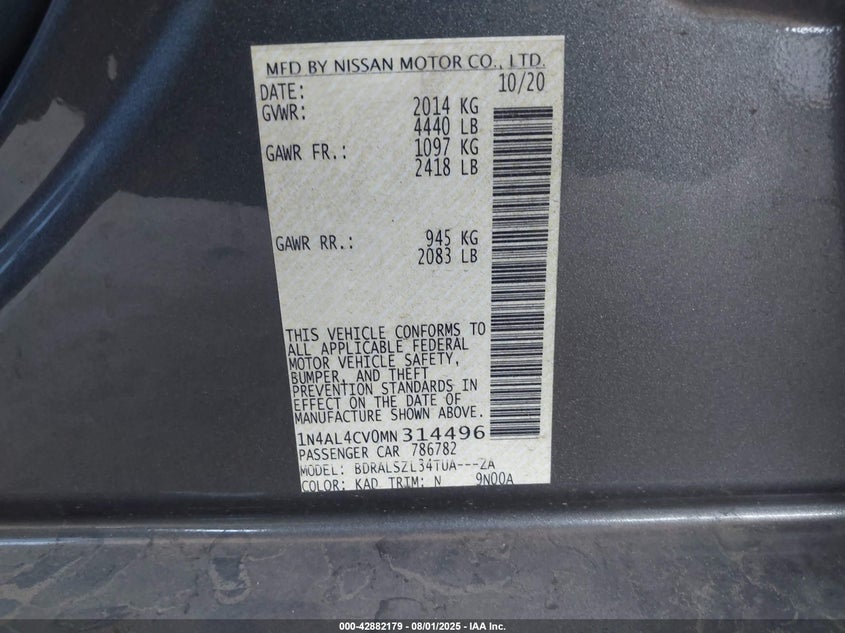 MFD BY NISSAN MOTOR CO., LTD.
DATE: 10/20
GVWR: 2014 KG
4440 LB
GAWR FR.: 1097 KG
2418 LB
GAWR RR.: 945 KG
2083 LB
THIS VEHICLE CONFORMS TO
ALL APPLICABLE FEDERAL
MOTOR VEHICLE SAFETY,
BUMPER, AND THEFT
PREVENTION STANDARDS IN
EFFECT ON THE DATE OF
MANUFACTURE SHOWN ABOVE.
1N4AL4CV0MN314496
PASSENGER CAR 786782
MODEL: BDRALSZL34TUA---ZA
COLOR: KAD TRIM: N 9N00A
000-42882179 - 08/01/2025 - IAA Inc.